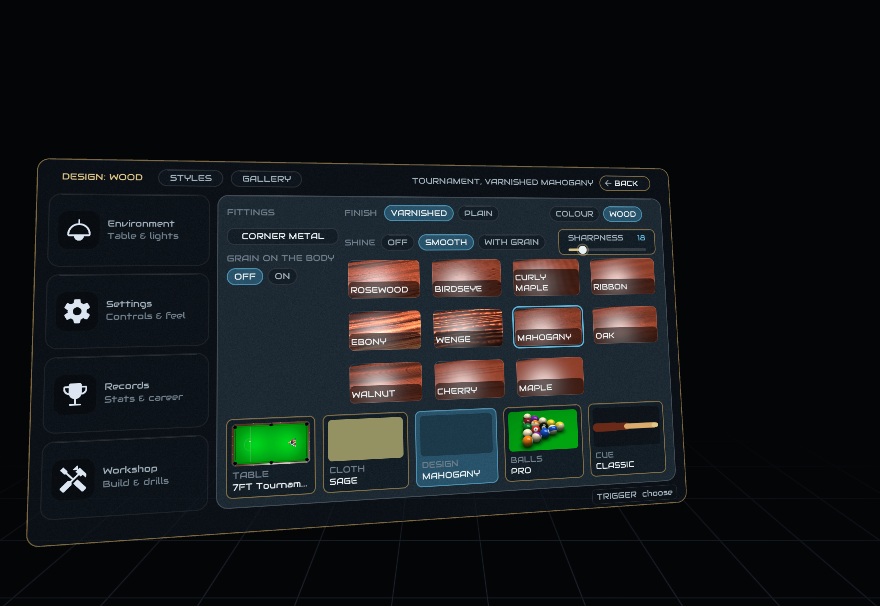 DESIGN: WOOD
STYLES
GALLERY
TOURNAMENT, VARNISHED MAHOGANY
← BACK
Environment
Table & lights
Settings
Controls & feel
Records
Stats & career
Workshop
Build & drills
FITTINGS
CORNER METAL
GRAIN ON THE BODY
OFF
ON
FINISH
VARNISHED
PLAIN
COLOUR
WOOD
SHINE
OFF
SMOOTH
WITH GRAIN
SHARPNESS 18
ROSEWOOD
BIRDSEYE
CURLY
MAPLE
RIBBON
EBONY
WENGE
MAHOGANY
OAK
WALNUT
CHERRY
MAPLE
TABLE
7FT Tournam...
CLOTH
SAGE
DESIGN
MAHOGANY
BALLS
PRO
CUE
CLASSIC
TRIGGER choose